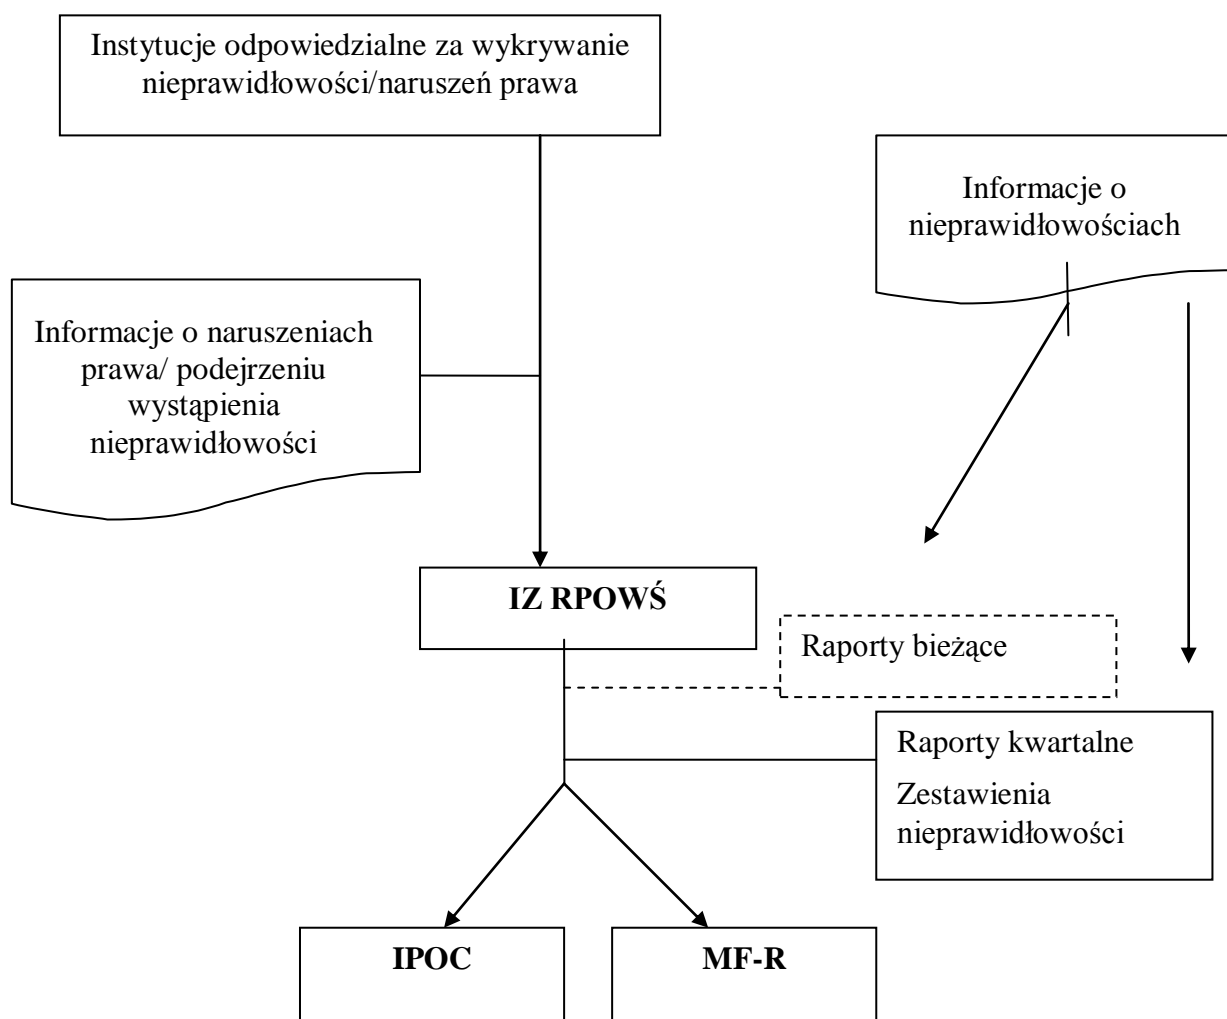 Instytucje odpowiedzialne za wykrywanie
nieprawidłowości/naruszeń prawa
Informacje o
nieprawidłowościach
Informacje o naruszeniach
prawa/ podejrzeniu
wystąpienia
nieprawidłowości
IZ RPOWŚ
Raporty bieżące
Raporty kwartalne
Zestawienia
nieprawidłowości
IPOC
MF-R